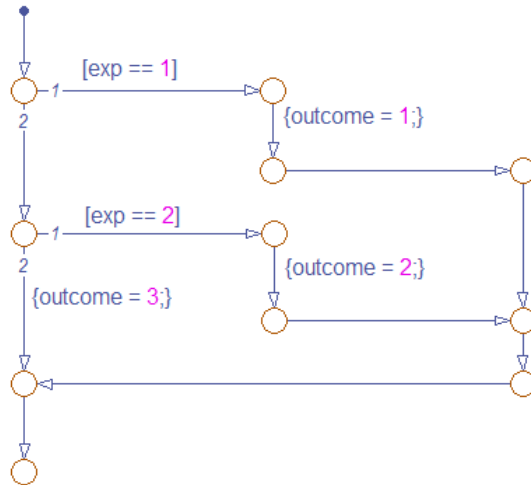 1 [exp == 1]
2
{outcome = 1;}
1 [exp == 2]
2
{outcome = 2;}
{outcome = 3;}